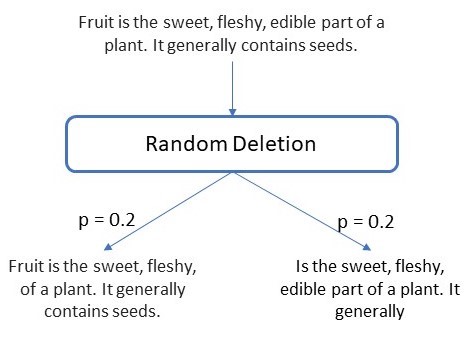 Fruit is the sweet, fleshy, edible part of a
plant. It generally contains seeds.
Random Deletion
p = 0.2
p = 0.2
Fruit is the sweet, fleshy,
of a plant. It generally
contains seeds.
Is the sweet, fleshy,
edible part of a plant. It
generally